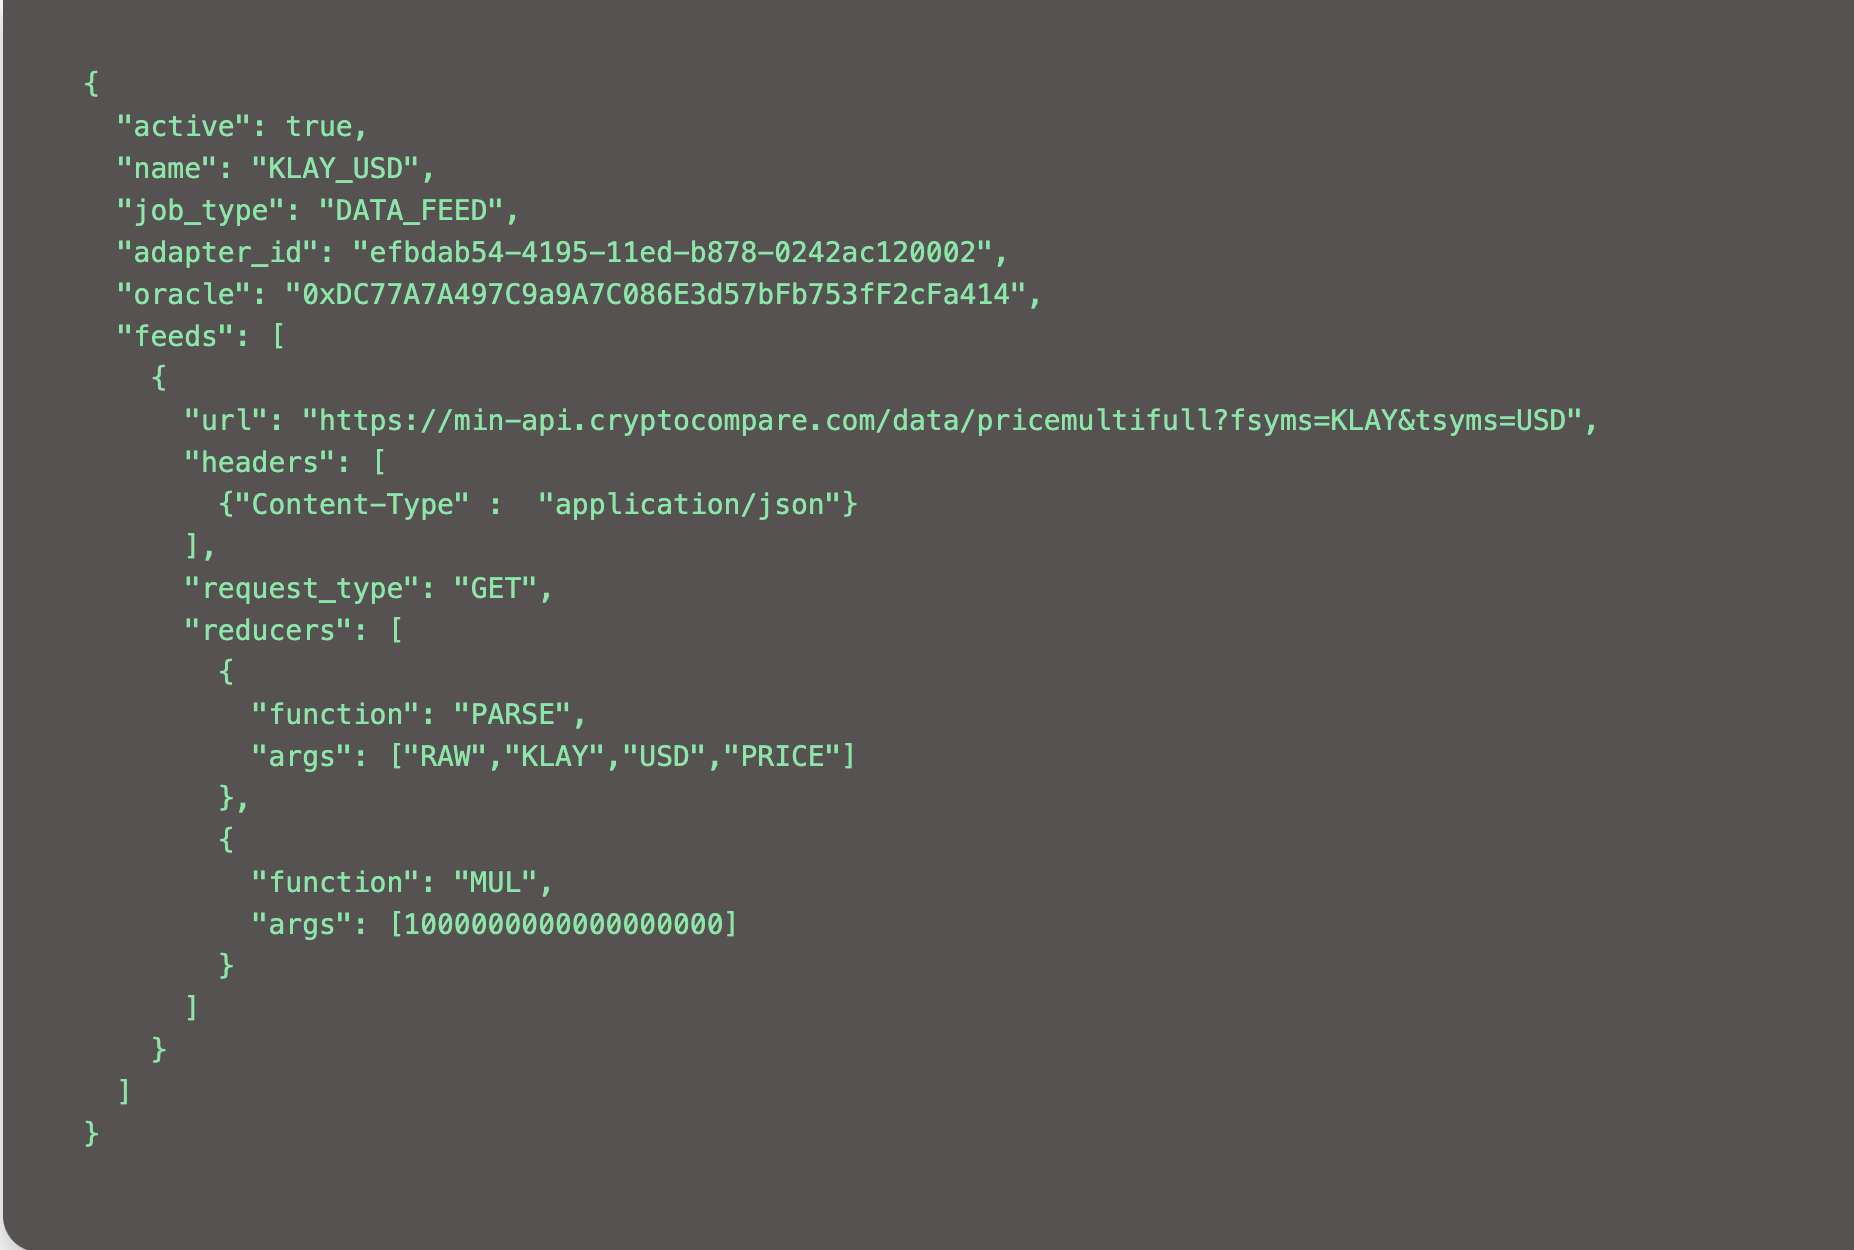 {
  "active": true,
  "name": "KLAY_USD",
  "job_type": "DATA_FEED",
  "adapter_id": "efbdab54-4195-11ed-b878-0242ac120002",
  "oracle": "0xDC77A7A497C9a9A7C086E3d57bFb753fF2cFa414",
  "feeds": [
    {
      "url": "https://min-api.cryptocompare.com/data/pricemultifull?fsyms=KLAY&tsyms=USD",
      "headers": [
        {"Content-Type" :  "application/json"}
      ],
      "request_type": "GET",
      "reducers": [
        {
          "function": "PARSE",
          "args": ["RAW","KLAY","USD","PRICE"]
        },
        {
          "function": "MUL",
          "args": [1000000000000000000]
        }
      ]
    }
  ]
}